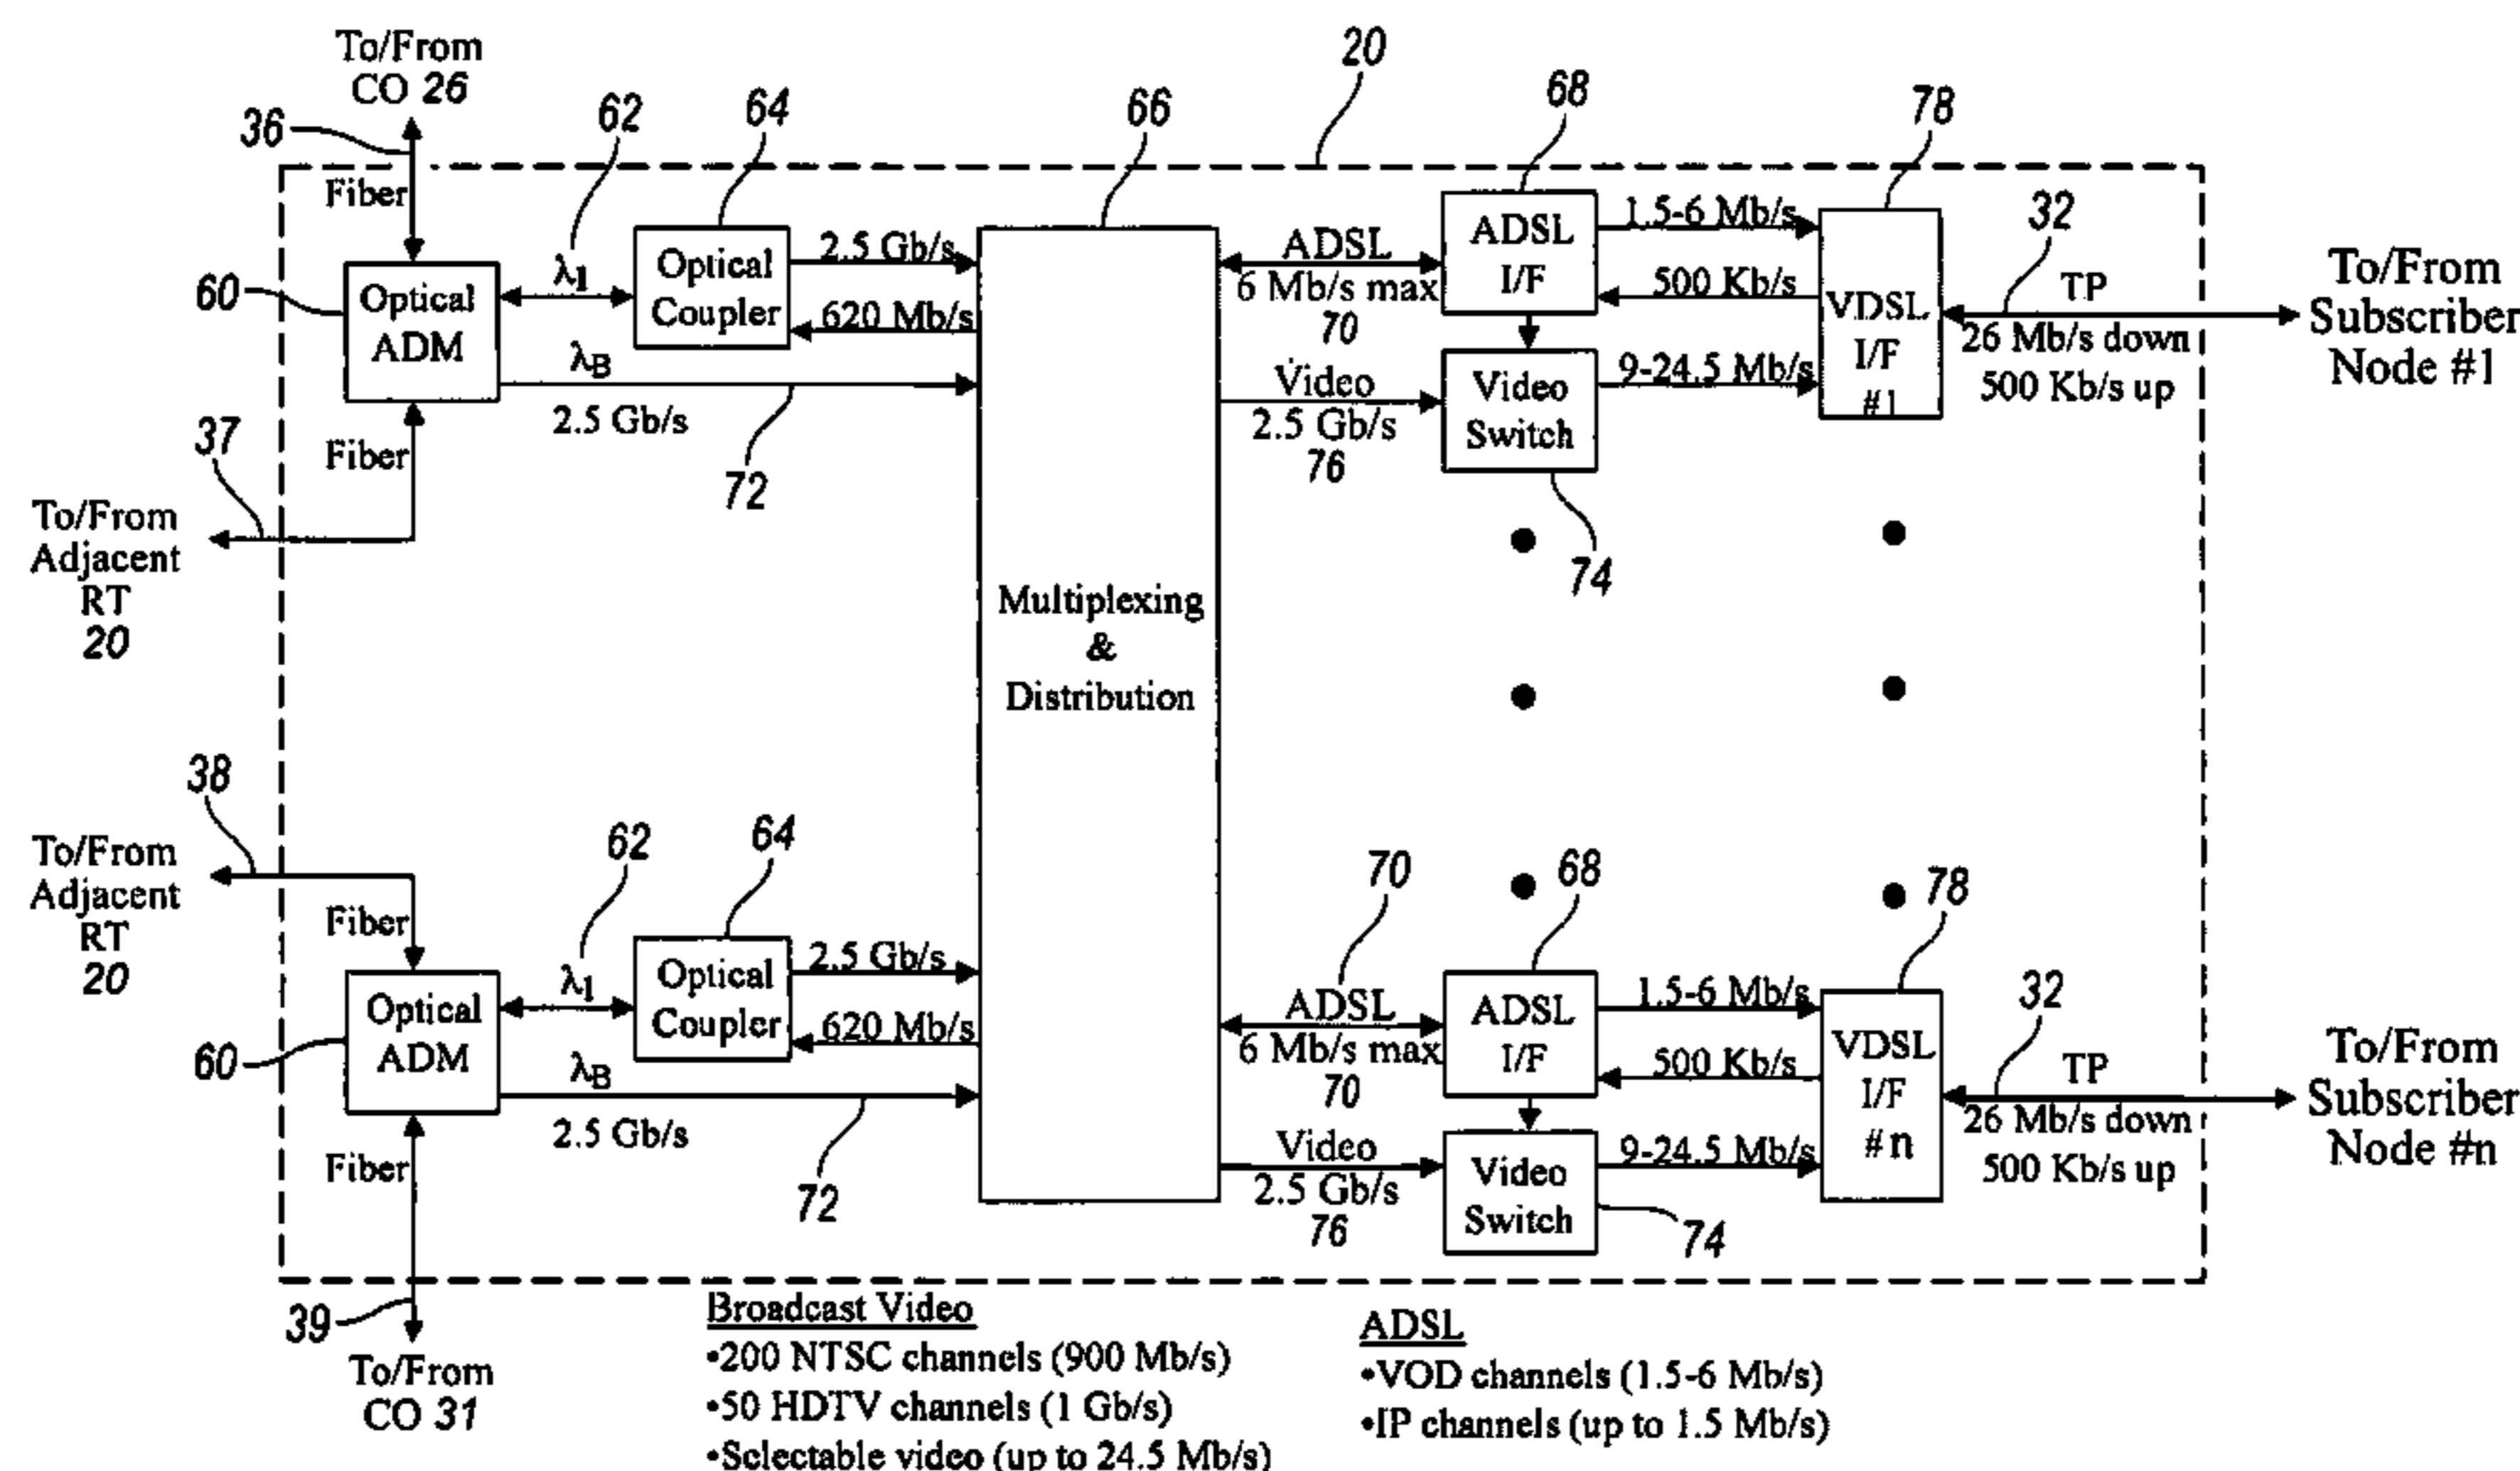 To/From
CO 26
36
Fiber
62
64
66
20
68
78
32
60
Optical
ADM
λ1
Optical
Coupler
2.5 Gb/s
620 Mb/s
λB
2.5 Gb/s
72
37
Fiber
To/From
Adjacent
RT
20
ADSL
6 Mb/s max
70
Video
2.5 Gb/s
76
ADSL
I/F
1.5-6 Mb/s
500 Kb/s
Video
Switch
9-24.5 Mb/s
74
VDSL
I/F
#1
TP
26 Mb/s down
500 Kb/s up
To/From
Subscriber
Node #1
Multiplexing
&
Distribution
38
To/From
Adjacent
RT
20
Fiber
62
64
60
Optical
ADM
λ1
Optical
Coupler
2.5 Gb/s
620 Mb/s
λB
2.5 Gb/s
72
Fiber
39
To/From
CO 31
70
68
78
32
ADSL
6 Mb/s max
70
Video
2.5 Gb/s
76
ADSL
I/F
1.5-6 Mb/s
500 Kb/s
Video
Switch
9-24.5 Mb/s
74
VDSL
I/F
#n
TP
26 Mb/s down
500 Kb/s up
To/From
Subscriber
Node #n
Broadcast Video
•200 NTSC channels (900 Mb/s)
•50 HDTV channels (1 Gb/s)
•Selectable video (up to 24.5 Mb/s)
ADSL
•VOD channels (1.5-6 Mb/s)
•IP channels (up to 1.5 Mb/s)